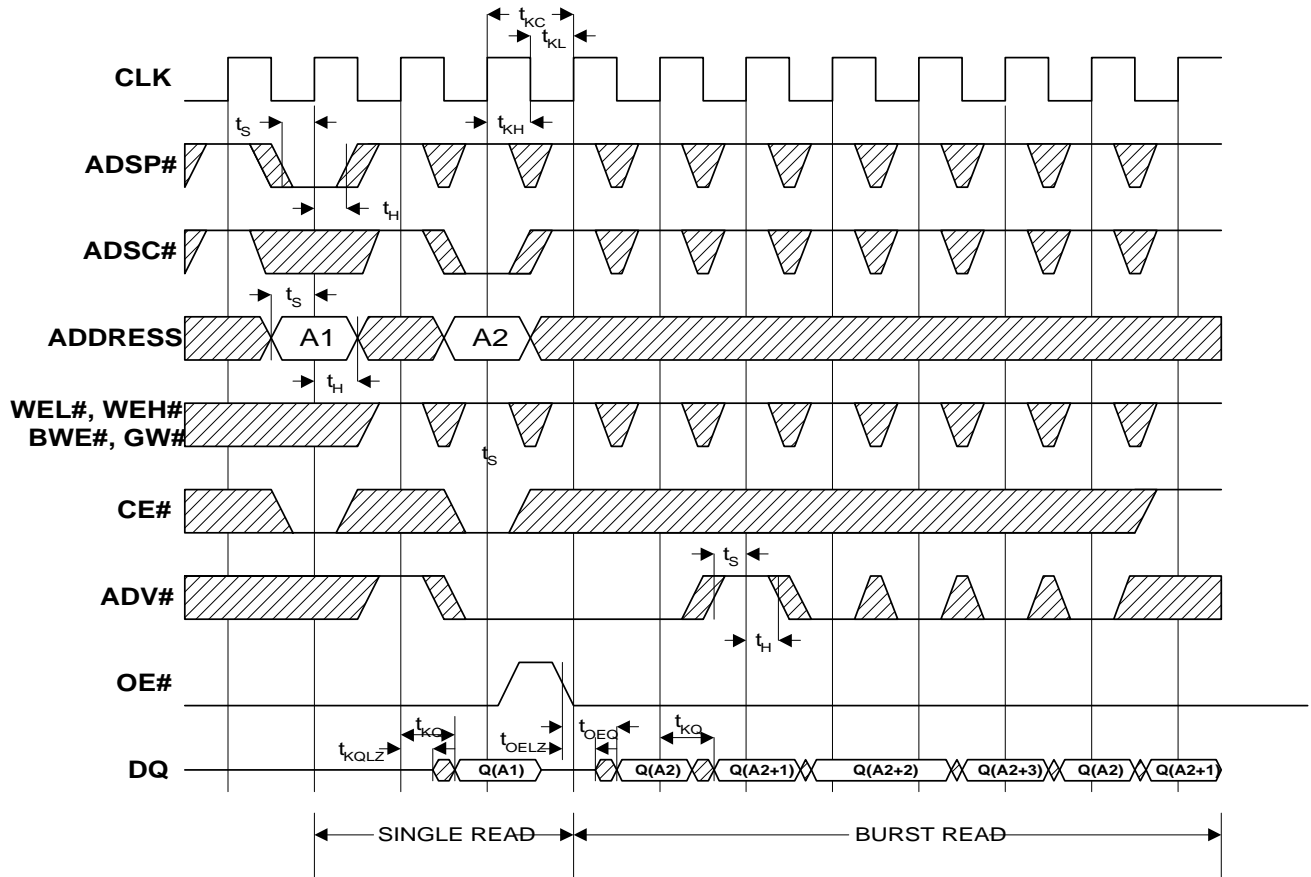 tKC
tKL
CLK
tS
tKH
ADSP#
tH
ADSC#
tS
ADDRESS A1 A2
tH
WEL#, WEH#
BWE#, GW#
tS
CE#
tS
ADV#
tH
OE#
tKQ tOEQ tKQ
tKQLZ tOELZ
DQ Q(A1) Q(A2) Q(A2+1) Q(A2+2) Q(A2+3) Q(A2) Q(A2+1)
SINGLE READ BURST READ